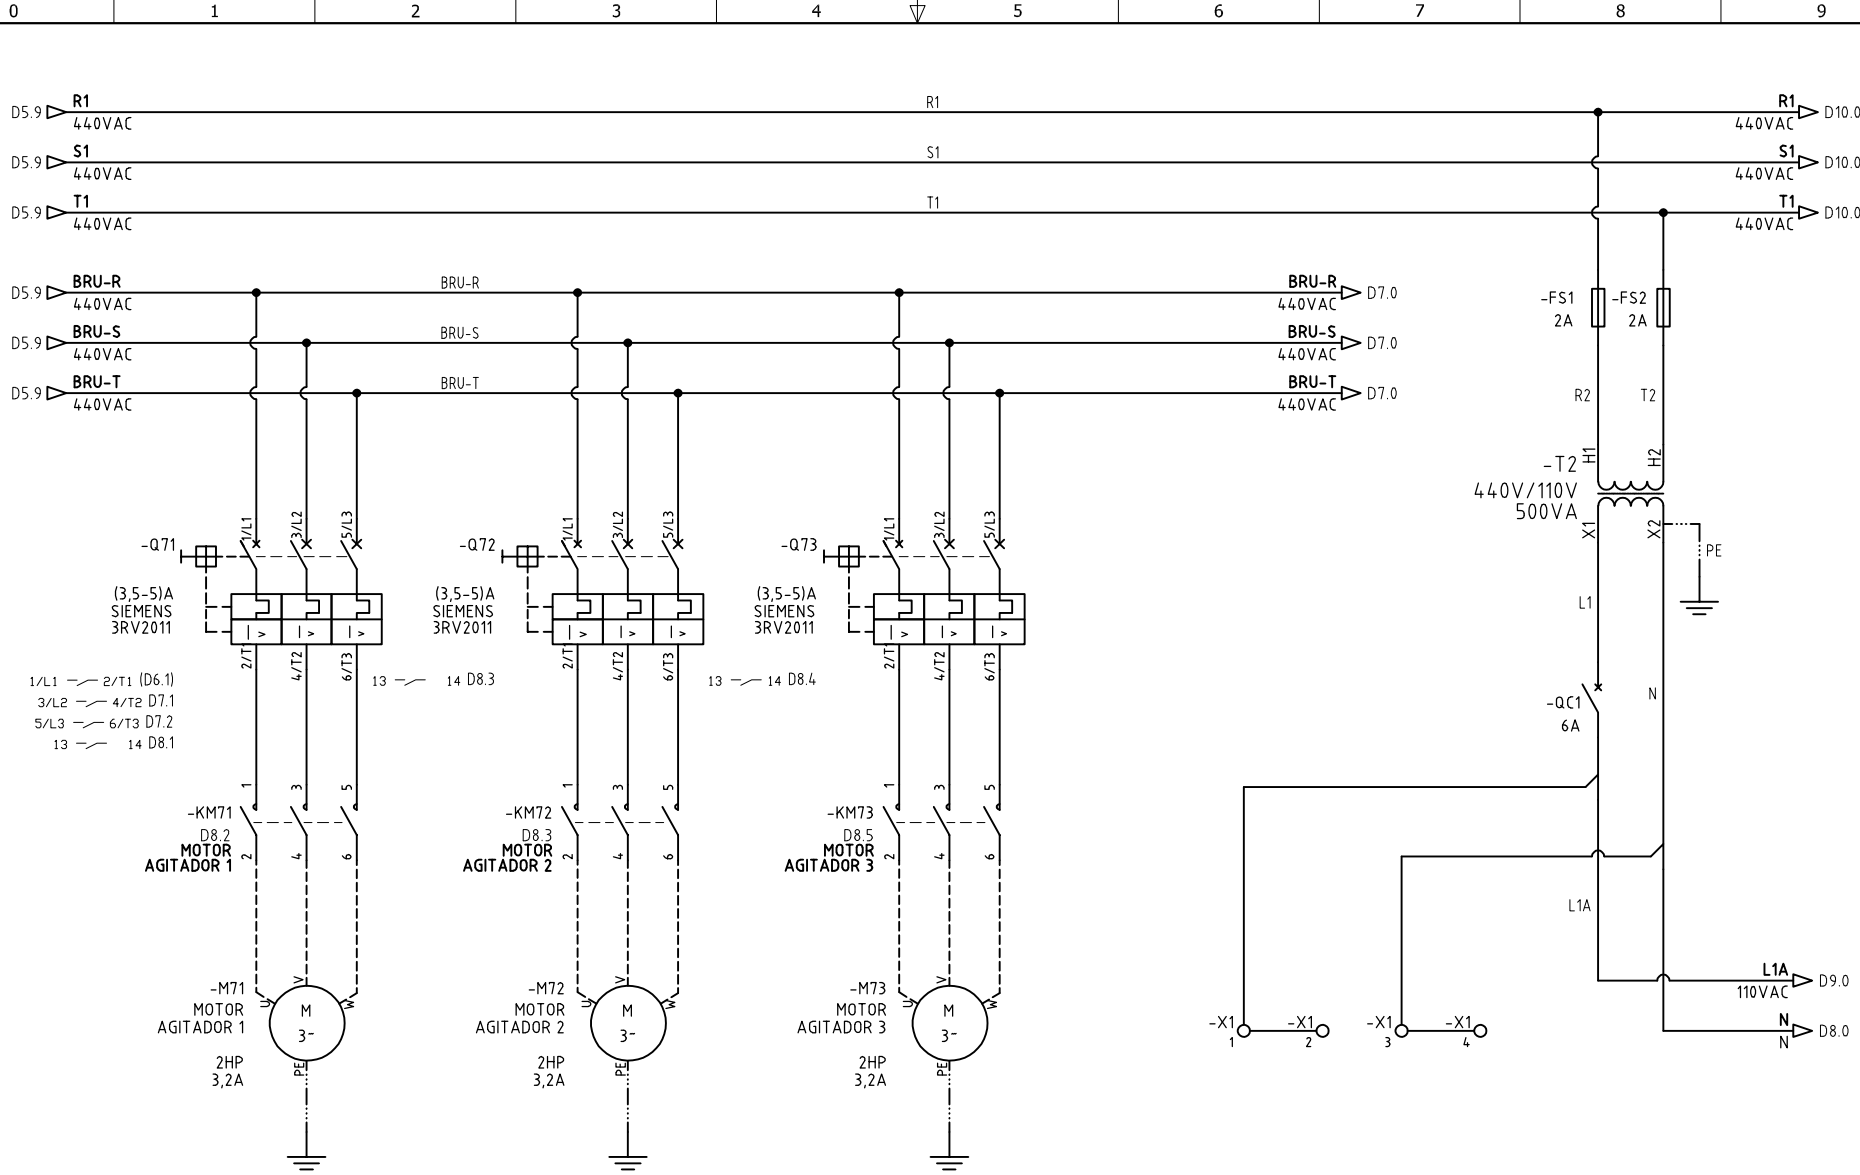 0 1 2 3 4 5 6 7 8 9
D5.9 R1 R1 R1 D10.0
440VAC 440VAC
D5.9 S1 S1 S1 D10.0
440VAC 440VAC
D5.9 T1 T1 T1 D10.0
440VAC 440VAC
D5.9 BRU-R BRU-R BRU-R D7.0
440VAC 440VAC
D5.9 BRU-S BRU-S BRU-S D7.0
440VAC 440VAC
D5.9 BRU-T BRU-T BRU-T D7.0
440VAC 440VAC
-FS1 -FS2
2A 2A
R2 T2
H1 H2
-T2
440V/110V
500VA
X1 X2
PE
L1
-QC1
6A
N
L1A
L1A D9.0
110VAC
N D8.0
N
1/L1 3/L2 5/L3
-Q71
(3,5-5)A
SIEMENS
3RV2011
I > I > I >
2/T1 4/T2 6/T3
1/L1 2/T1 (D6.1)
3/L2 4/T2 D7.1
5/L3 6/T3 D7.2
13 14 D8.1
1 3 5
-KM71
D8.2
MOTOR
AGITADOR 1
2 4 6
-M71
MOTOR
AGITADOR 1
2HP
3,2A
U V W
M
3~
PE
1/L1 3/L2 5/L3
-Q72
(3,5-5)A
SIEMENS
3RV2011
I > I > I >
2/T1 4/T2 6/T3
13 14 D8.3
1 3 5
-KM72
D8.3
MOTOR
AGITADOR 2
2 4 6
-M72
MOTOR
AGITADOR 2
2HP
3,2A
U V W
M
3~
PE
1/L1 3/L2 5/L3
-Q73
(3,5-5)A
SIEMENS
3RV2011
I > I > I >
2/T1 4/T2 6/T3
13 14 D8.4
1 3 5
-KM73
D8.5
MOTOR
AGITADOR 3
2 4 6
-M73
MOTOR
AGITADOR 3
2HP
3,2A
U V W
M
3~
PE
-X1 -X1 -X1 -X1
1 2 3 4